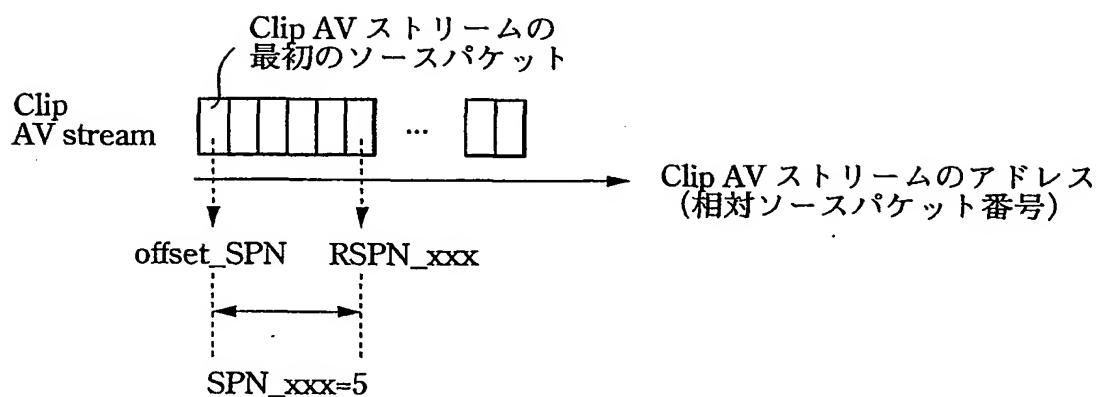 Clip AV ストリームの
最初のソースパケット
Clip
AV stream
...
Clip AV ストリームのアドレス
(相対ソースパケット番号)
offset_SPN RSPN_xxx
SPN_xxx=5